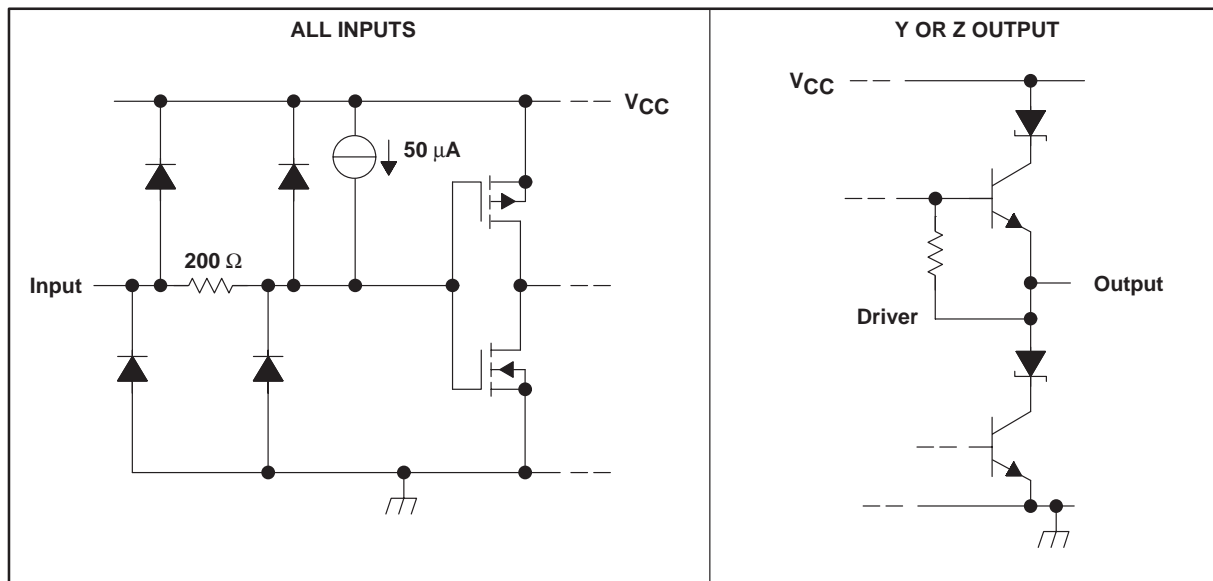 ALL INPUTS
VCC
50 μA
200 Ω
Input
Y OR Z OUTPUT
VCC
Output
Driver